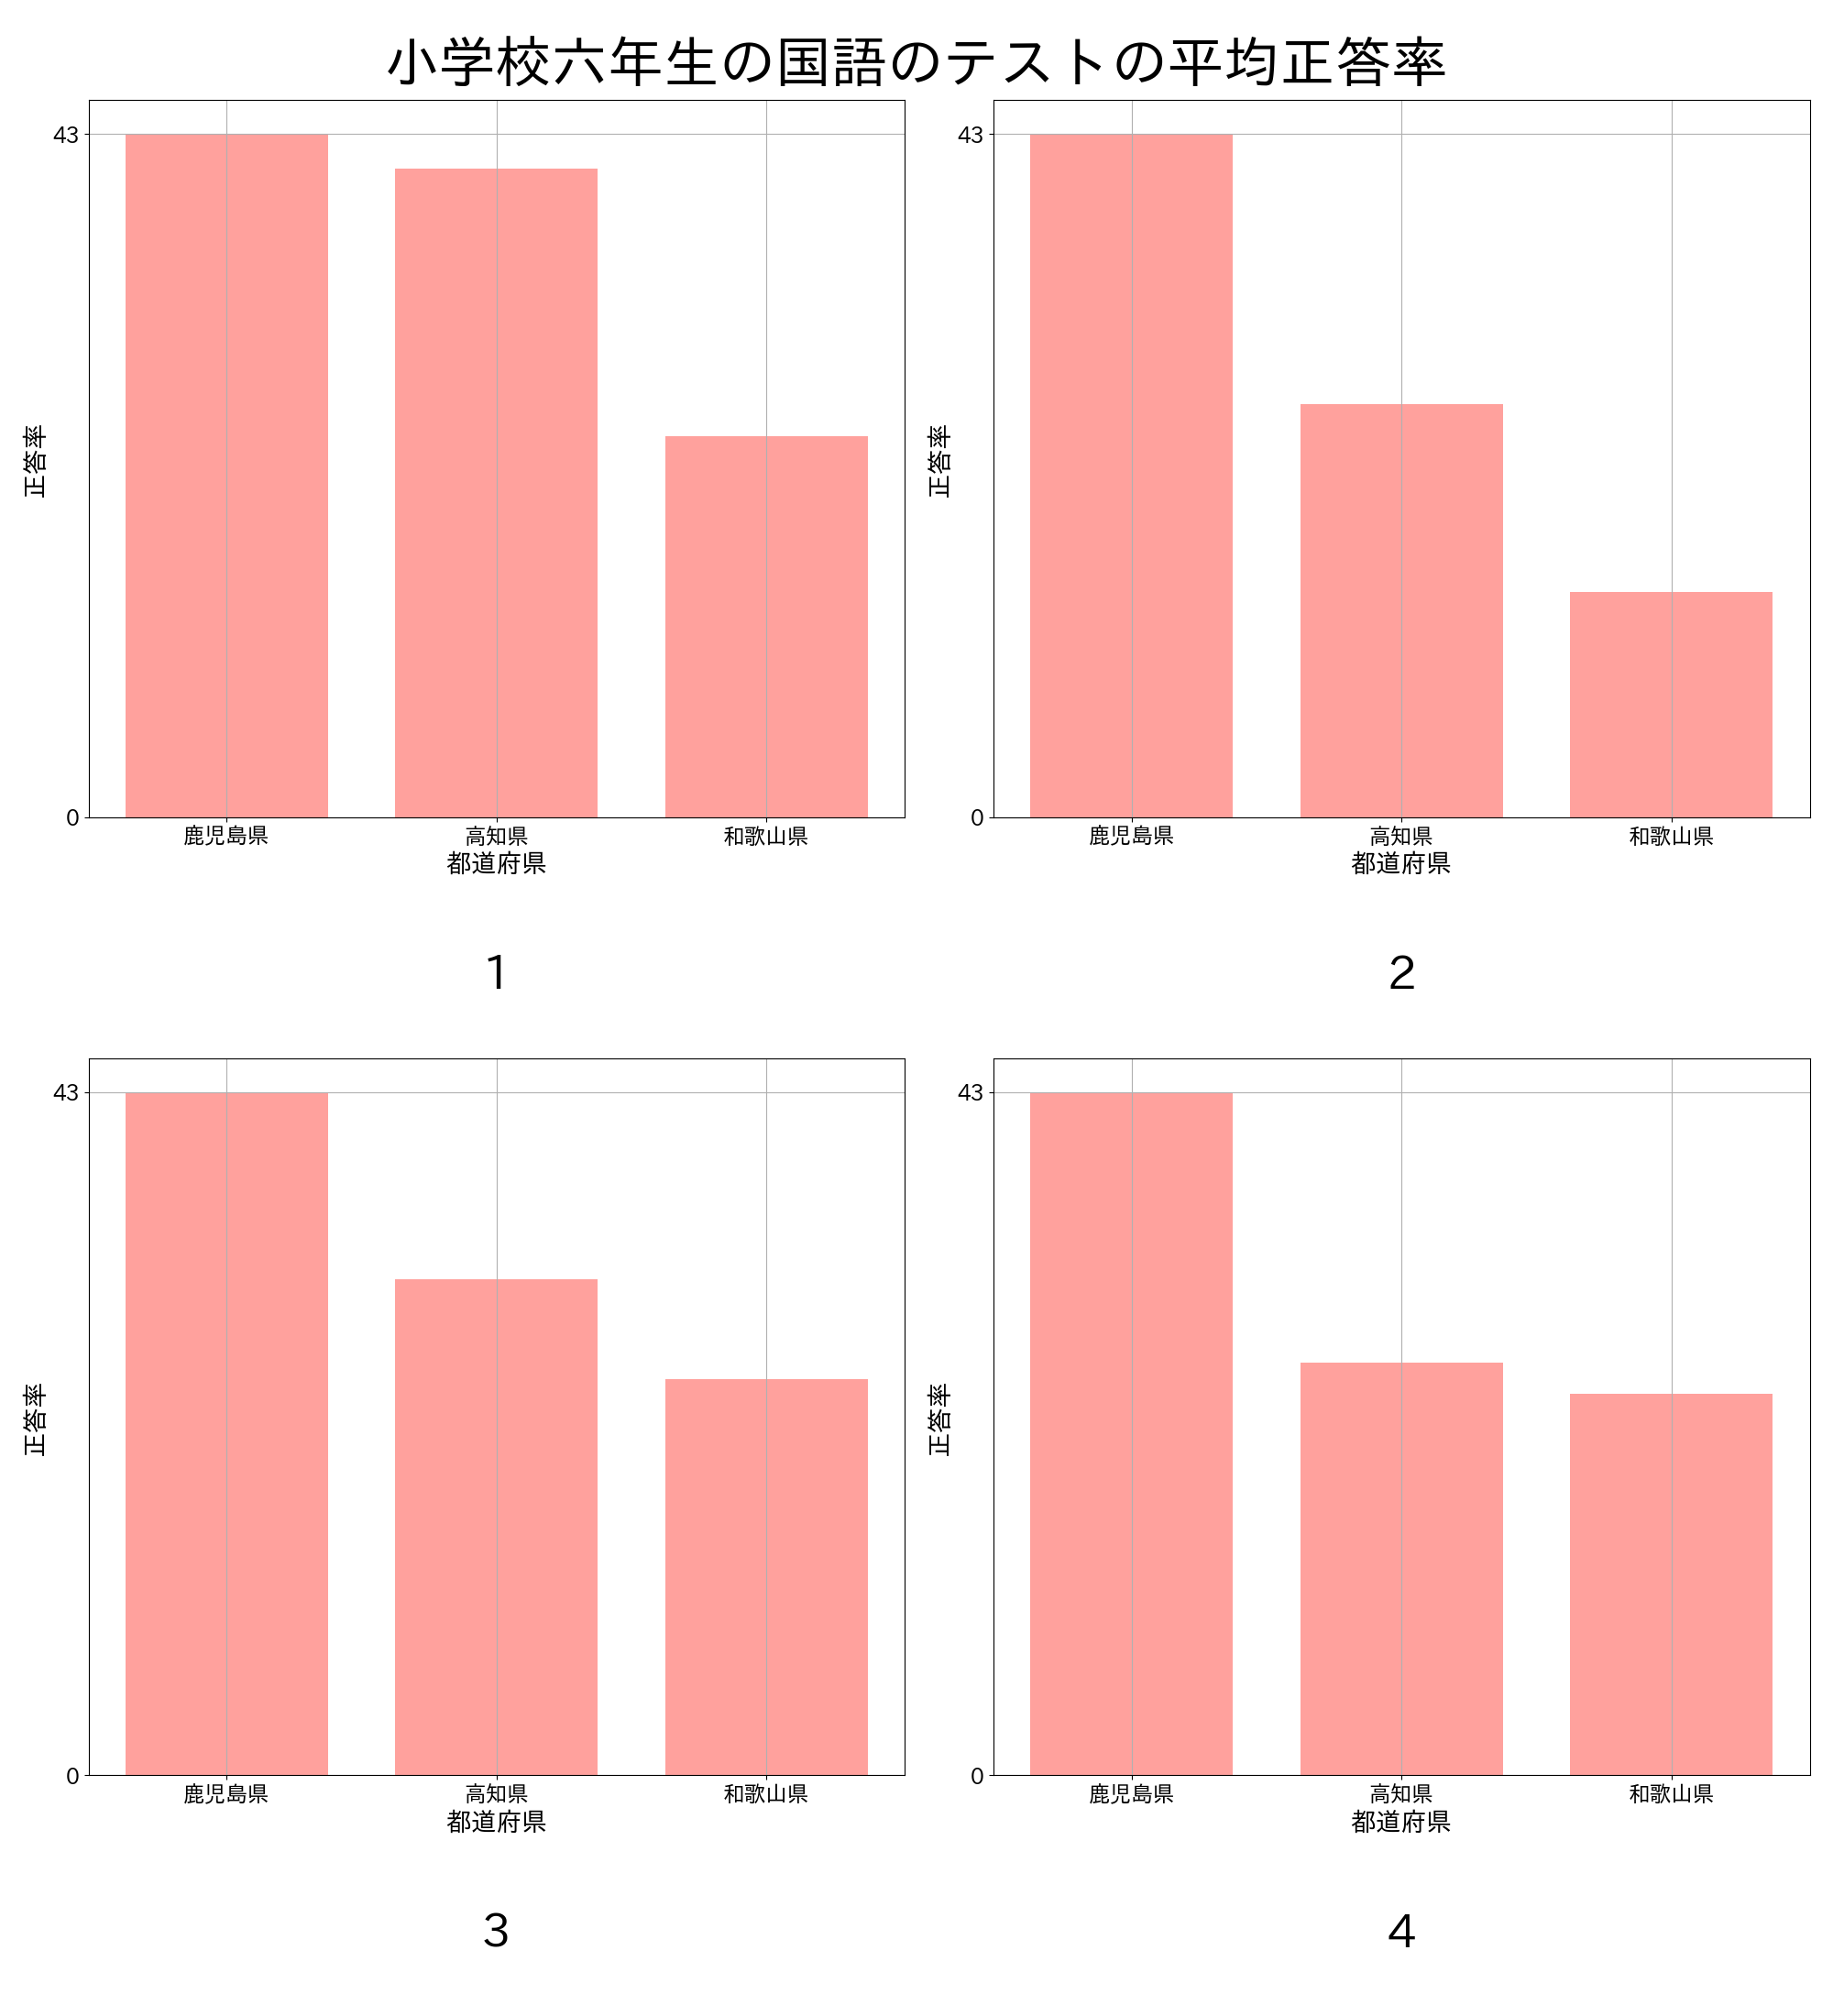 小学校六年生の国語のテストの平均正答率
43
0
正答率
鹿児島県 高知県 和歌山県
都道府県
1
43
0
正答率
鹿児島県 高知県 和歌山県
都道府県
2
43
0
正答率
鹿児島県 高知県 和歌山県
都道府県
3
43
0
正答率
鹿児島県 高知県 和歌山県
都道府県
4